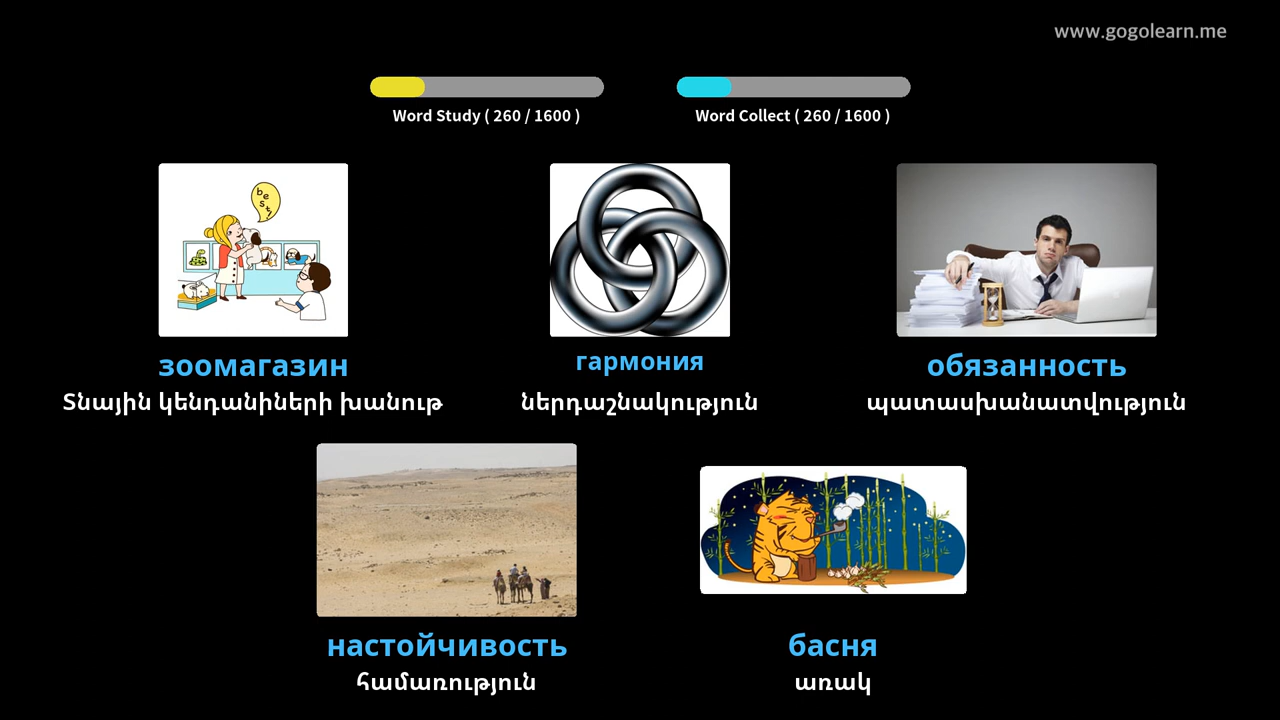 www.gogolearn.me
Word Study ( 260 / 1600 )
Word Collect ( 260 / 1600 )
best
зоомагазин
Տնային կենդանիների խանութ
гармония
ներդաշնակություն
обязанность
պատասխանատվություն
настойчивость
համառություն
басня
առակ